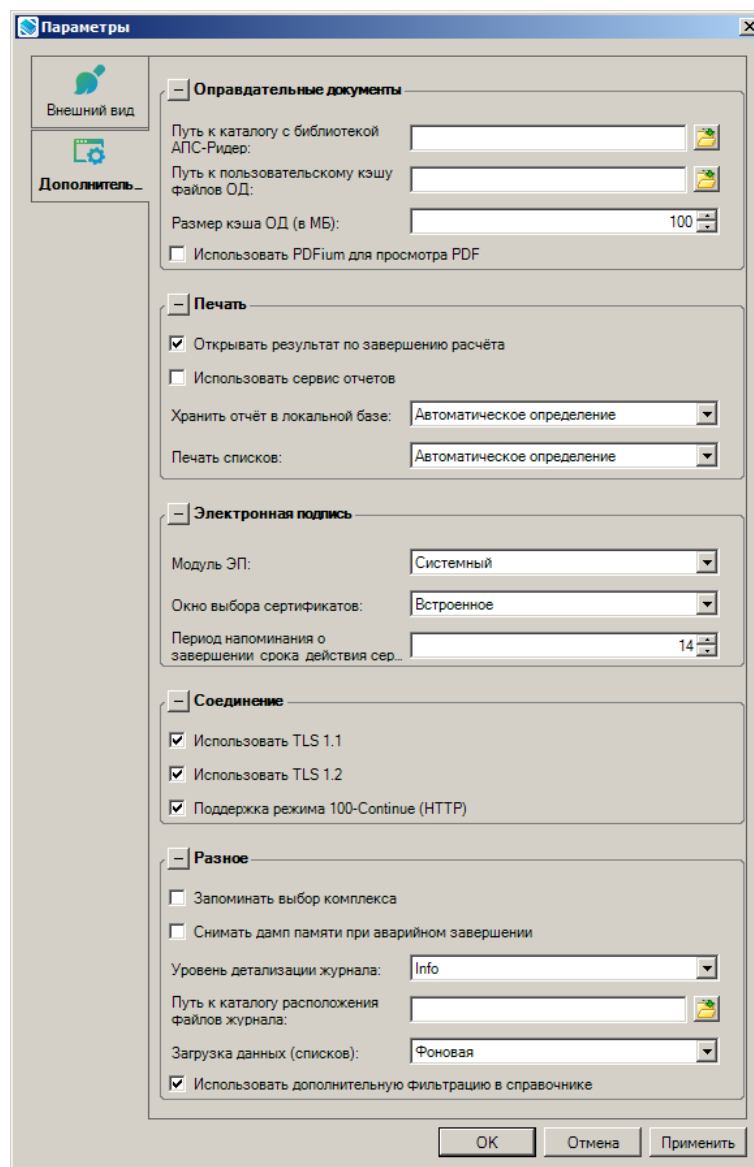 Параметры
Внешний вид
Дополнитель...
Оправдательные документы
Путь к каталогу с библиотекой
АПС-Ридер:
Путь к пользовательскому кэшу
файлов ОД:
Размер кэша ОД (в МБ):
100
Использовать PDFium для просмотра PDF
Печать
Открывать результат по завершению расчёта
Использовать сервис отчетов
Хранить отчёт в локальной базе:
Автоматическое определение
Печать списков:
Автоматическое определение
Электронная подпись
Модуль ЭП:
Системный
Окно выбора сертификатов:
Встроенное
Период напоминания о
завершении срока действия сер...
14
Соединение
Использовать TLS 1.1
Использовать TLS 1.2
Поддержка режима 100-Continue (HTTP)
Разное
Запоминать выбор комплекса
Снимать дамп памяти при аварийном завершении
Уровень детализации журнала:
Info
Путь к каталогу расположения
файлов журнала:
Загрузка данных (списков):
Фоновая
Использовать дополнительную фильтрацию в справочнике
OK
Отмена
Применить